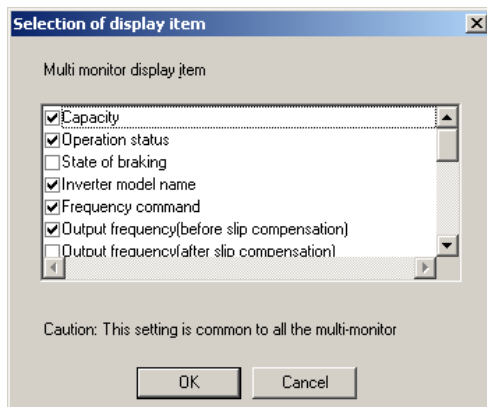 Selection of display item
Multi monitor display item
Capacity
Operation status
State of braking
Inverter model name
Frequency command
Output frequency(before slip compensation)
Output frequency(after slip compensation)
Caution: This setting is common to all the multi-monitor
OK
Cancel